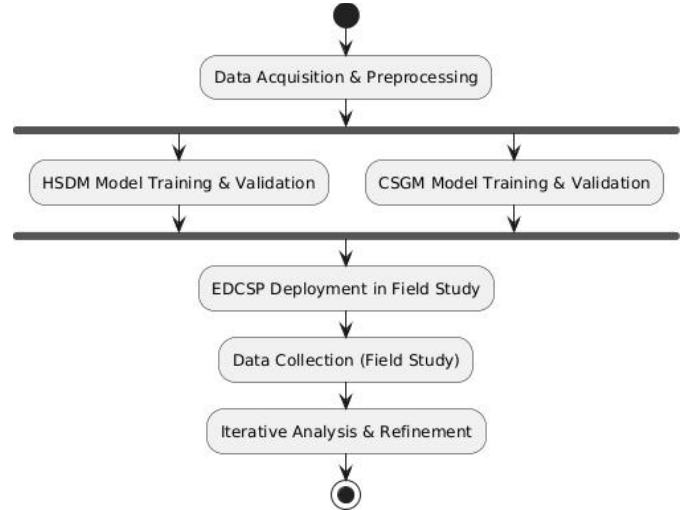 Data Acquisition & Preprocessing
HSDM Model Training & Validation
CSGM Model Training & Validation
EDCSP Deployment in Field Study
Data Collection (Field Study)
Iterative Analysis & Refinement